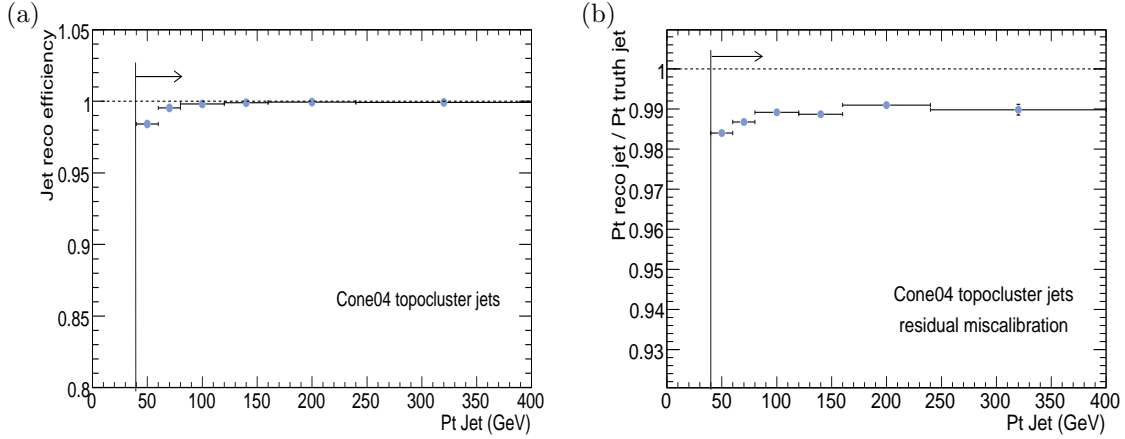 (a)
Jet reco efficiency
1.05
1
0.95
0.9
0.85
0.8
Cone04 topocluster jets
0 50 100 150 200 250 300 350 400
Pt Jet (GeV)
(b)
Pt reco jet / Pt truth jet
1
0.99
0.98
0.97
0.96
0.95
0.94
0.93
Cone04 topocluster jets
residual miscalibration
0 50 100 150 200 250 300 350 400
Pt Jet (GeV)